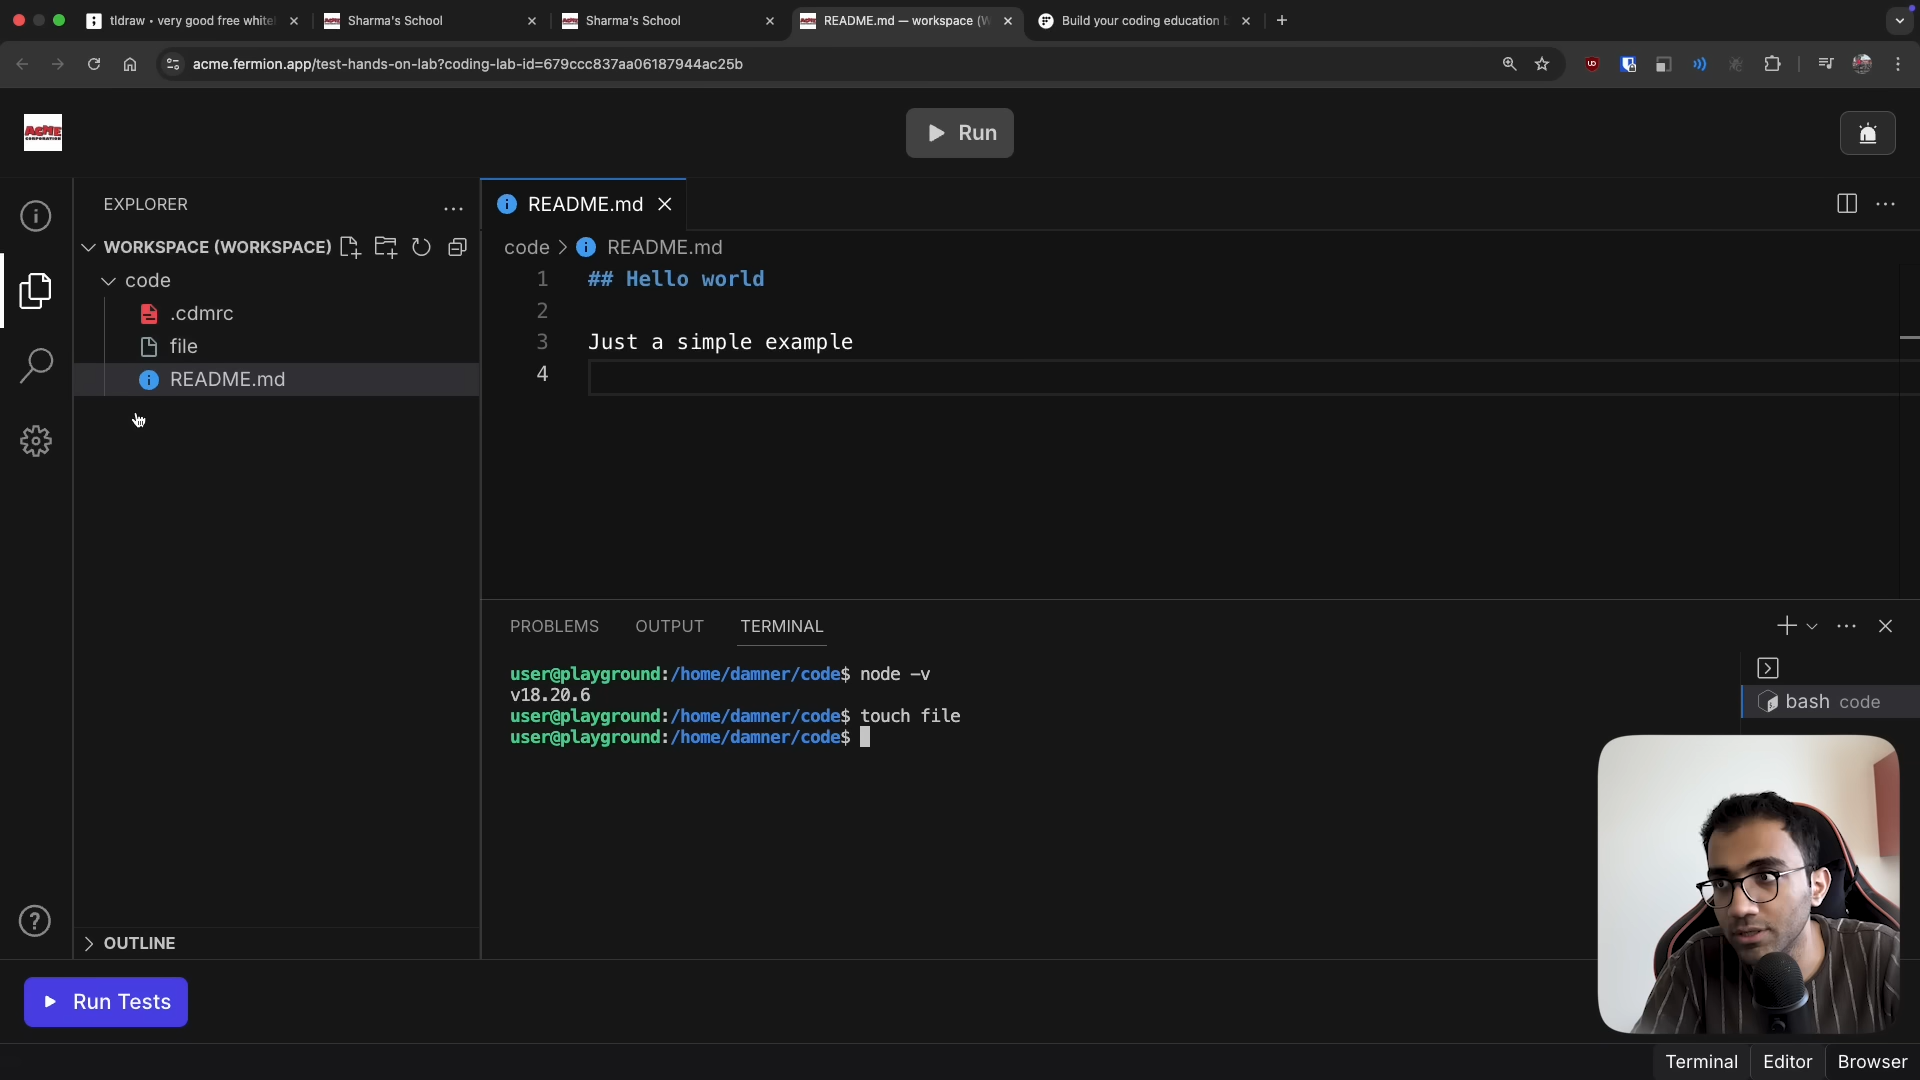 tldraw • very good free white
Sharma's School
Sharma's School
README.md — workspace (W
Build your coding education
acme.fermion.app/test-hands-on-lab?coding-lab-id=679ccc837aa06187944ac25b
ACME
CORPORATION
Run
EXPLORER
WORKSPACE (WORKSPACE)
code
.cdmrc
file
README.md
OUTLINE
README.md
code > README.md
1 ## Hello world
2
3 Just a simple example
4
PROBLEMS OUTPUT TERMINAL
user@playground:/home/damner/code$ node -v
v18.20.6
user@playground:/home/damner/code$ touch file
user@playground:/home/damner/code$
bash code
Run Tests
Terminal Editor Browser